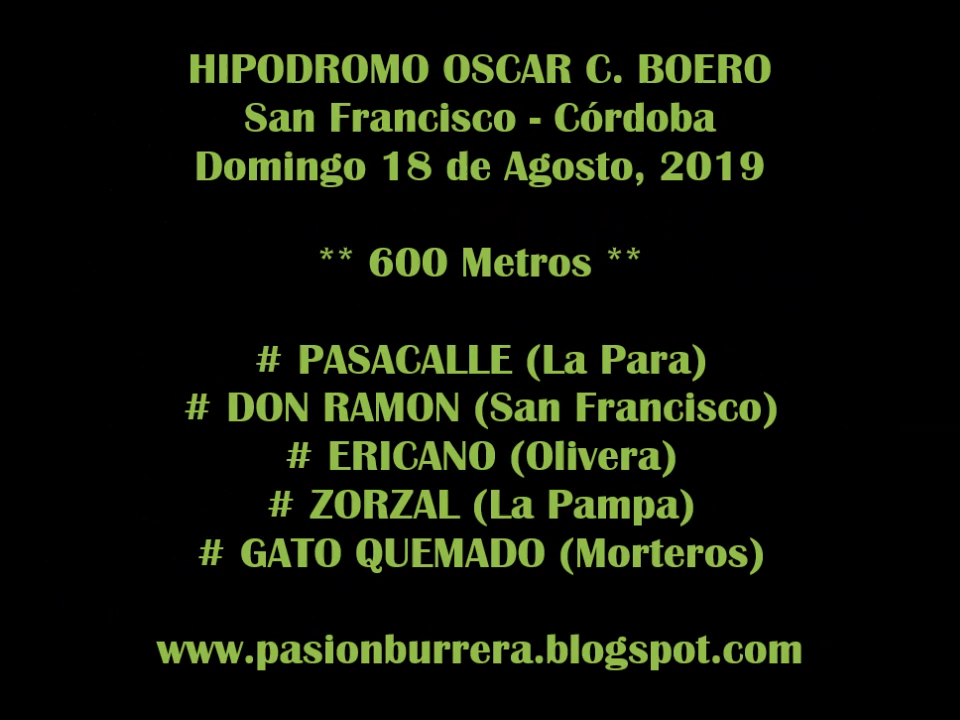 HIPODROMO OSCAR C. BOERO
San Francisco - Córdoba
Domingo 18 de Agosto, 2019
** 600 Metros **
# PASACALLE (La Para)
# DON RAMON (San Francisco)
# ERICANO (Olivera)
# ZORZAL (La Pampa)
# GATO QUEMADO (Morteros)
www.pasionburrera.blogspot.com